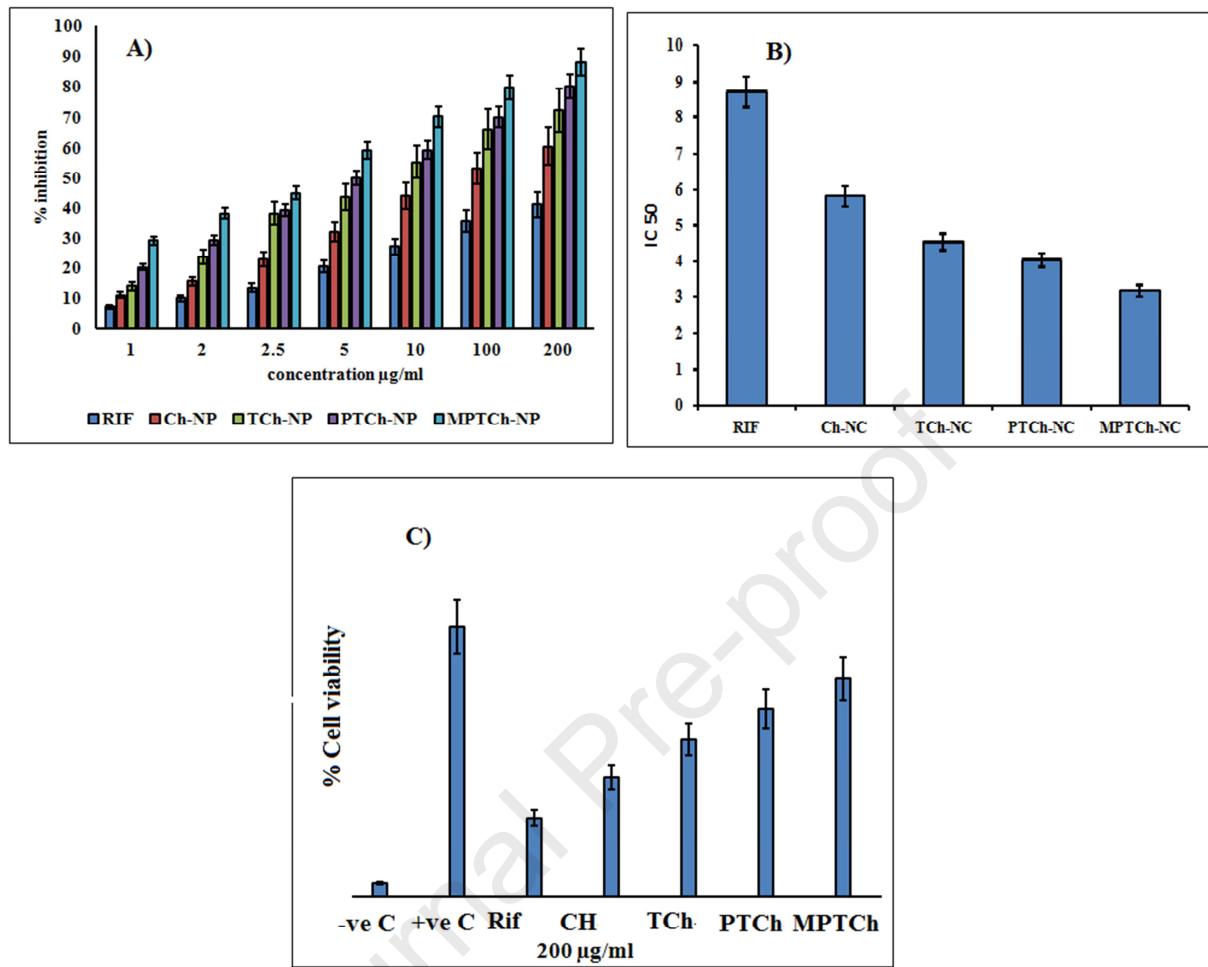 A)
100
90
80
70
60
50
40
30
20
10
0
% inhibition
1 2 2.5 5 10 100 200
concentration µg/ml
RIF Ch-NP TCh-NP PTCh-NP MPTCh-NP
B)
10
9
8
7
6
5
4
3
2
1
0
IC 50
RIF Ch-NC TCh-NC PTCh-NC MPTCh-NC
C)
% Cell viability
-ve C +ve C Rif CH TCh- PTCh MPTCh
200 µg/ml
rnal Pre-proof